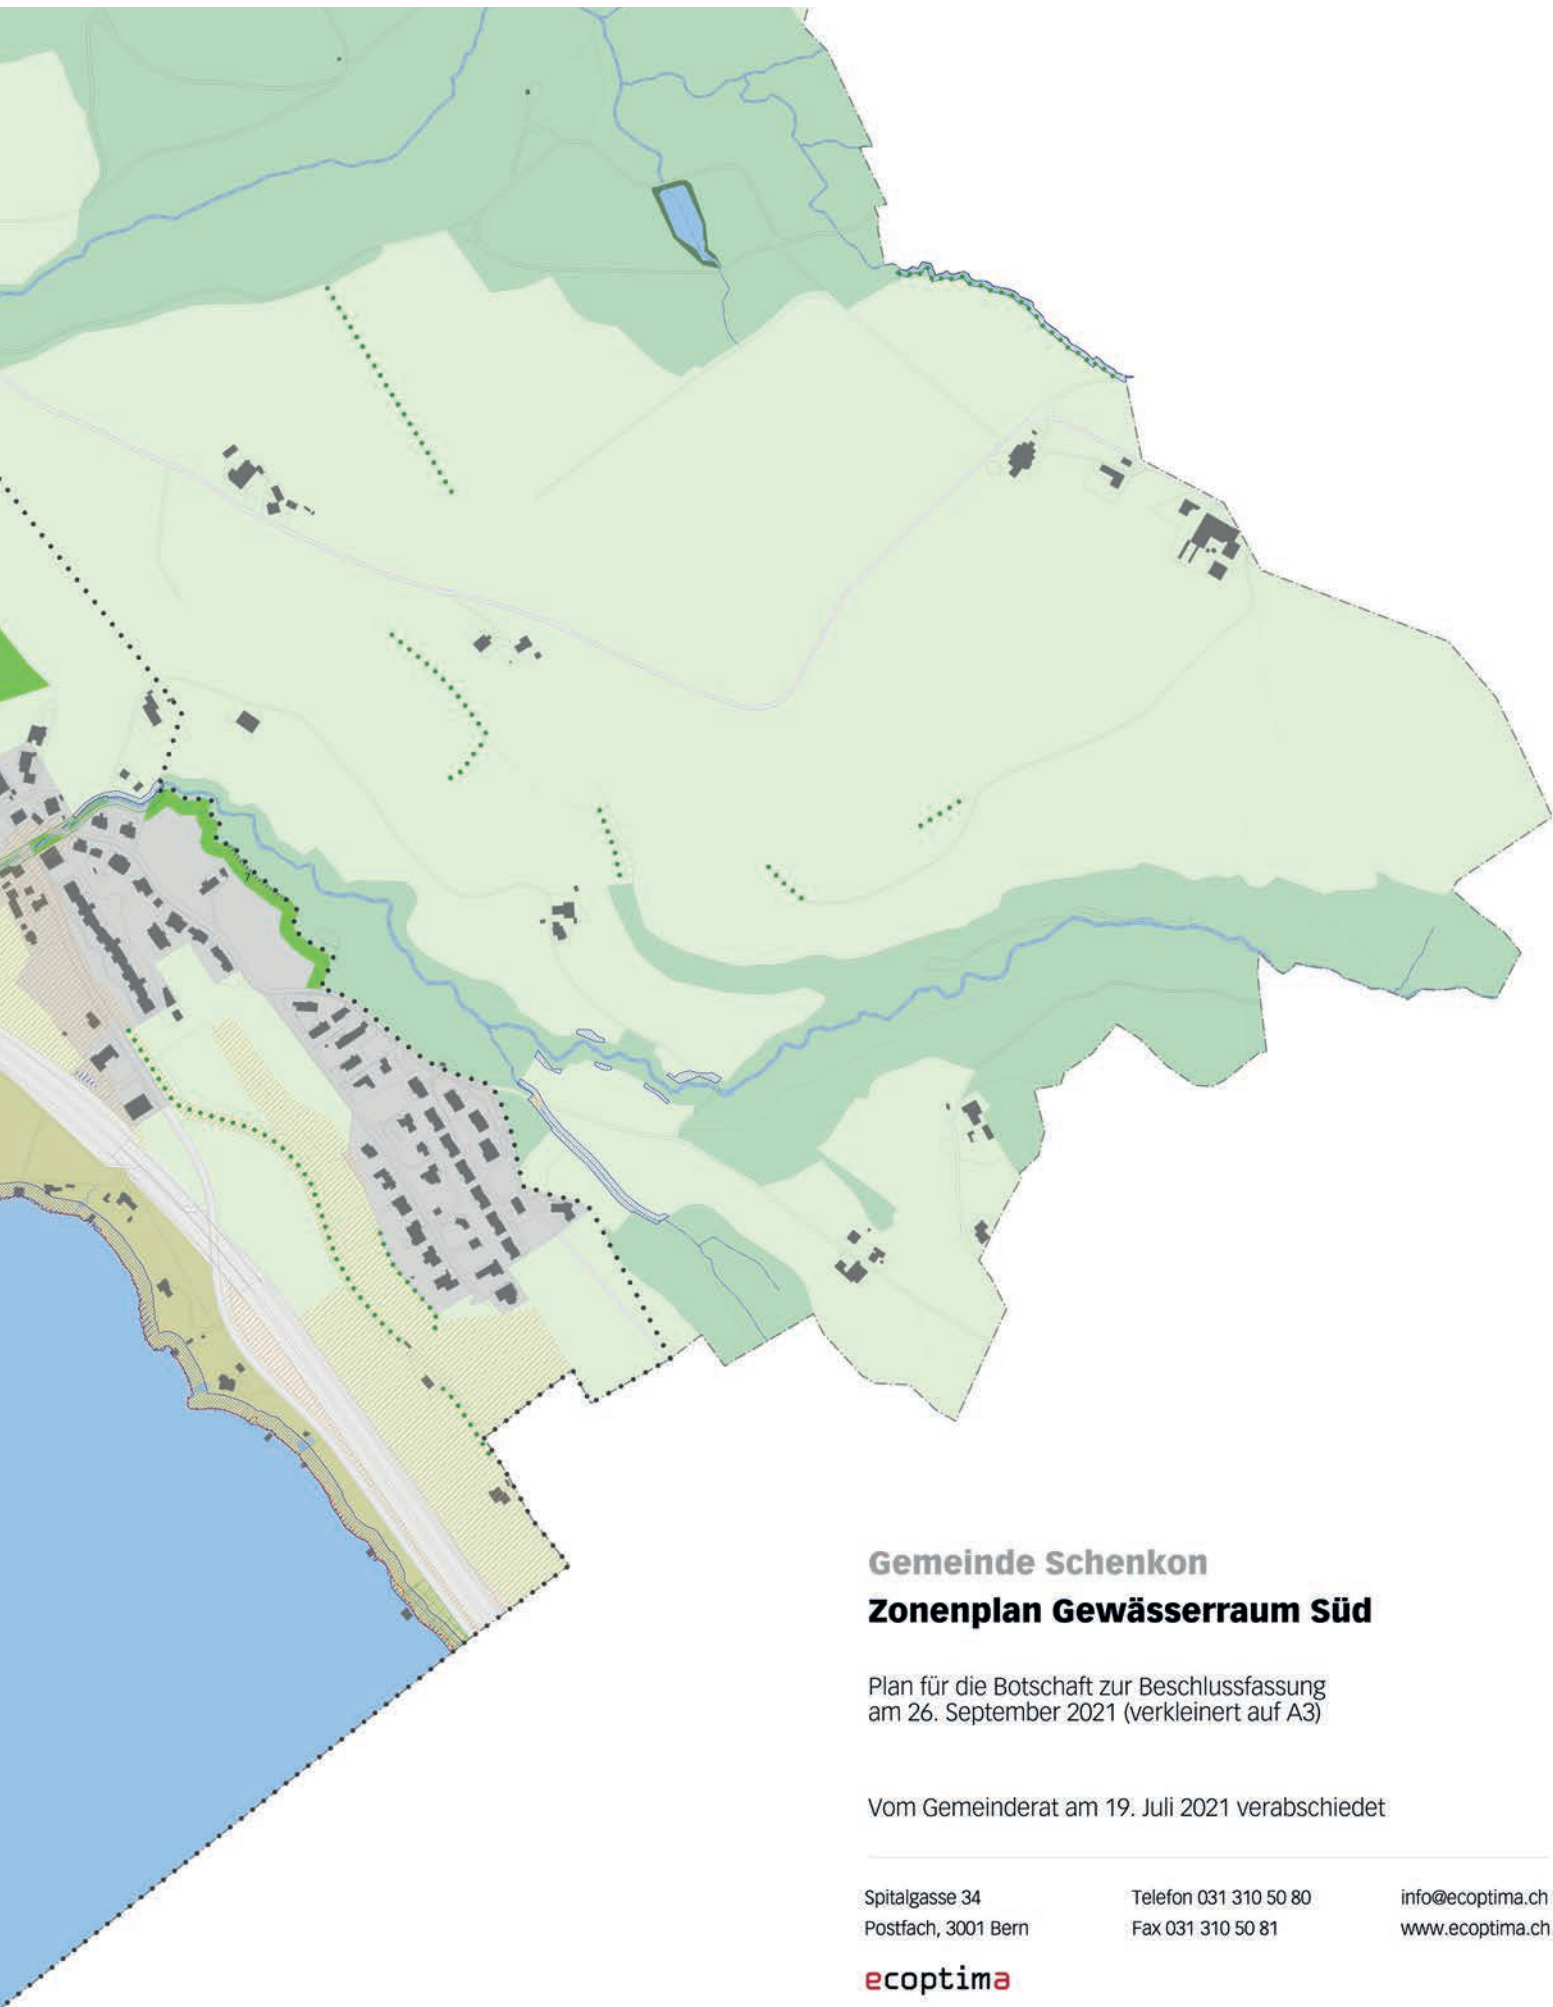 Gemeinde Schenkon
Zonenplan Gewässerraum Süd
Plan für die Botschaft zur Beschlussfassung
am 26. September 2021 (verkleinert auf A3)
Vom Gemeinderat am 19. Juli 2021 verabschiedet
Spitalgasse 34
Postfach, 3001 Bern
Telefon 031 310 50 80
Fax 031 310 50 81
info@ecoptima.ch
www.ecoptima.ch
ecoptima